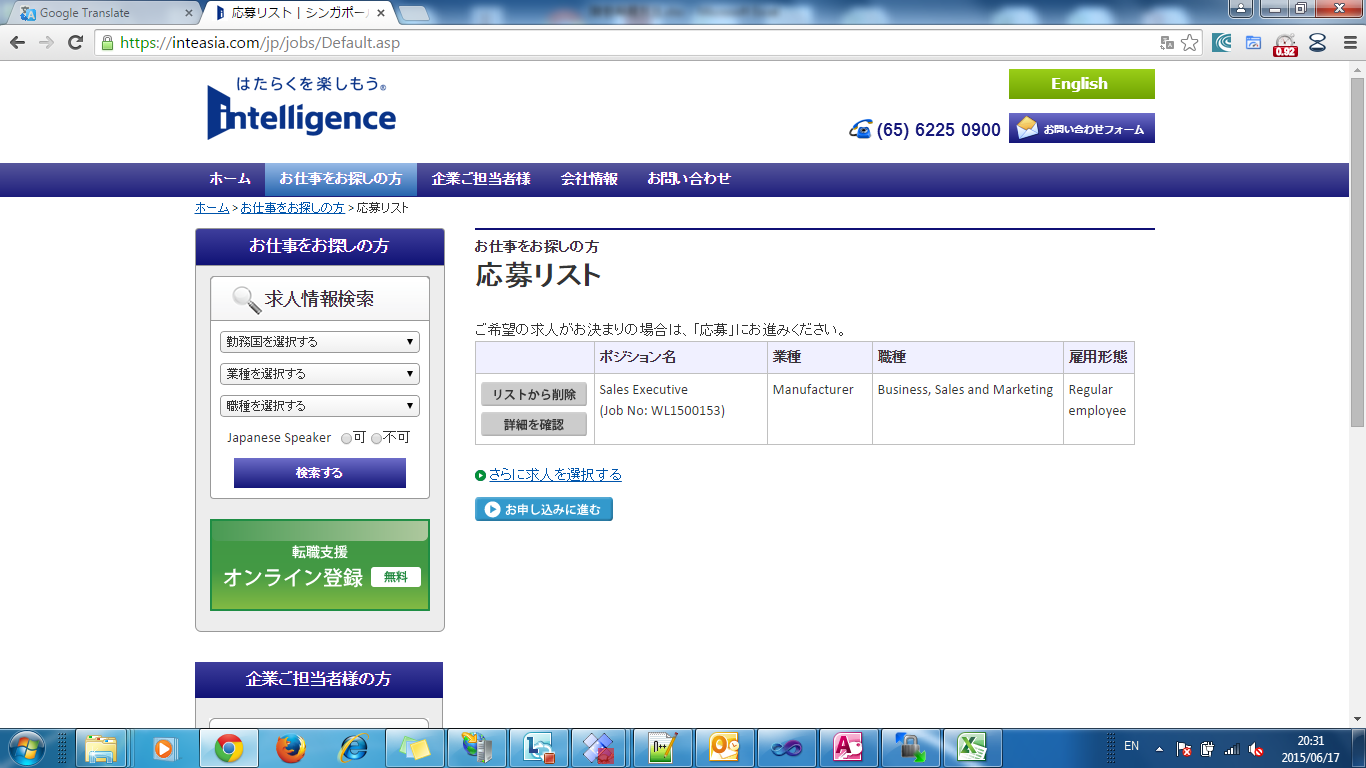 Google Translate
応募リスト | シンガポー
https://inteasia.com/jp/jobs/Default.asp
0.92
はたらくを楽しもう。®
intelligence
English
(65) 6225 0900
お問い合わせフォーム
ホーム お仕事をお探しの方 企業ご担当者様 会社情報 お問い合わせ
ホーム > お仕事をお探しの方 > 応募リスト
お仕事をお探しの方
求人情報検索
勤務国を選択する
業種を選択する
職種を選択する
Japanese Speaker 可 不可
検索する
転職支援
オンライン登録 無料
企業ご担当者様の方
お仕事をお探しの方
応募リスト
ご希望の求人がお決まりの場合は、「応募」にお進みください。
ポジション名 業種 職種 雇用形態
リストから削除
詳細を確認
Sales Executive
(Job No: WL1500153)
Manufacturer
Business, Sales and Marketing
Regular
employee
さらに求人を選択する
お申し込みに進む
EN
20:31
2015/06/17